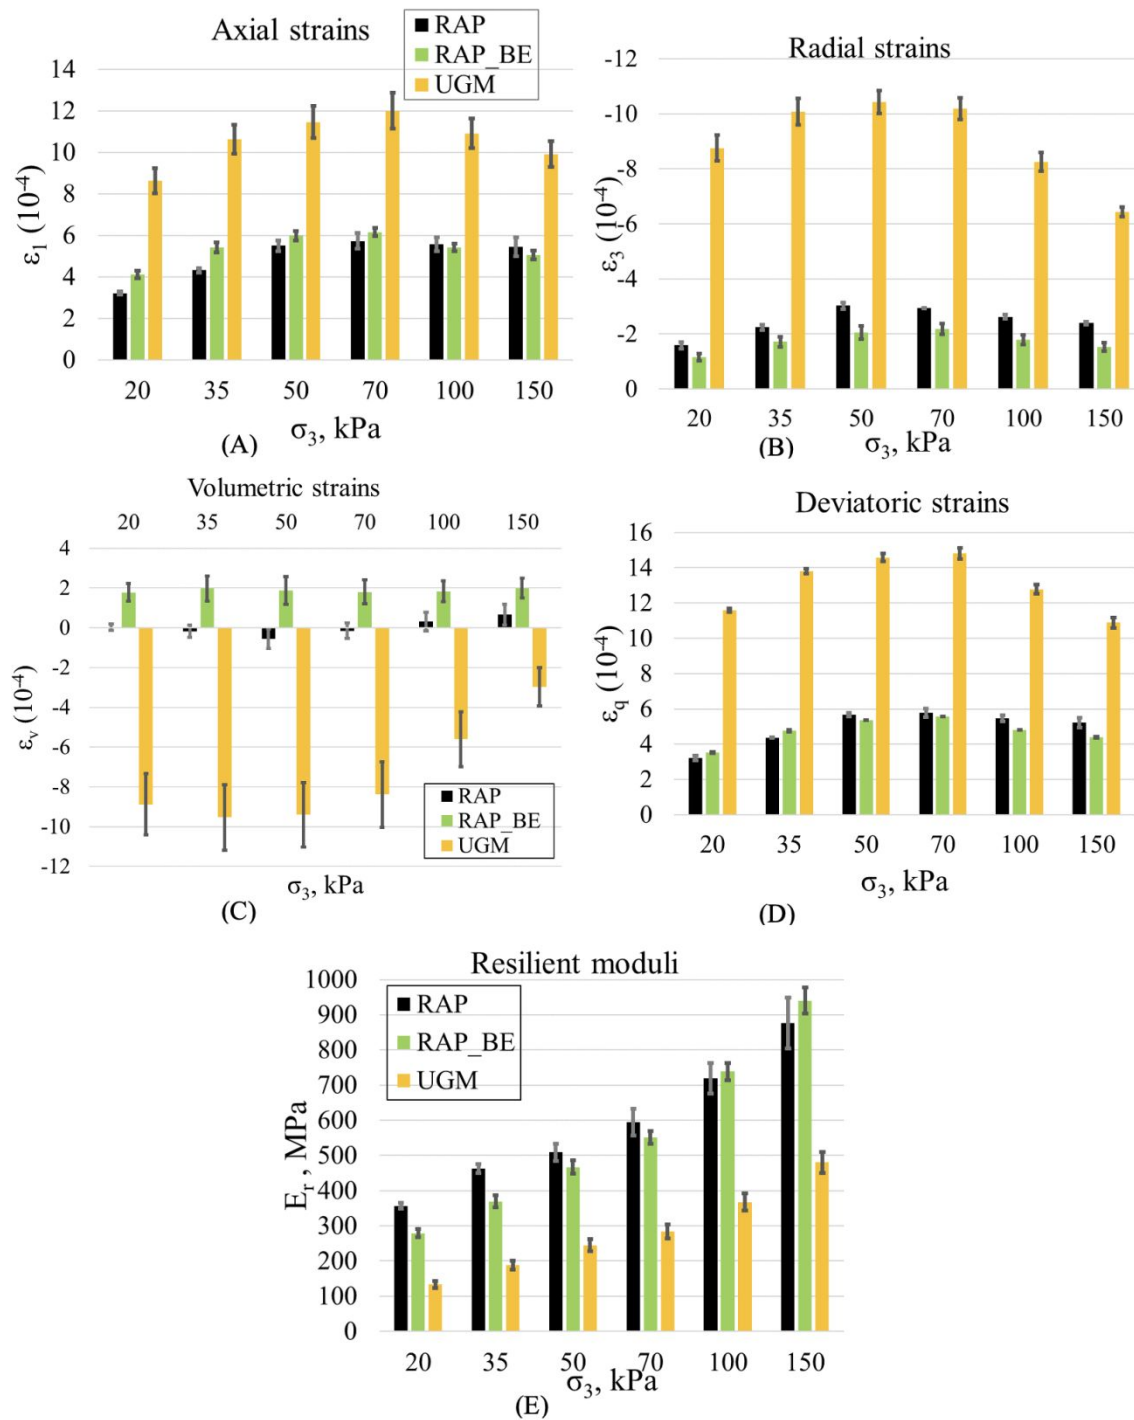 Axial strains
RAP
RAP_BE
UGM
14
12
10
8
6
4
2
0
ε₁ (10⁻⁴)
20 35 50 70 100 150
σ₃, kPa
(A)
Radial strains
-12
-10
-8
-6
-4
-2
0
ε₃ (10⁻⁴)
20 35 50 70 100 150
σ₃, kPa
(B)
Volumetric strains
20 35 50 70 100 150
4
2
0
-2
-4
-6
-8
-10
-12
εᵥ (10⁻⁴)
RAP
RAP_BE
UGM
σ₃, kPa
(C)
Deviatoric strains
16
14
12
10
8
6
4
2
0
ε_q (10⁻⁴)
20 35 50 70 100 150
σ₃, kPa
(D)
Resilient moduli
1000
900
800
700
600
500
400
300
200
100
0
Eᵣ, MPa
RAP
RAP_BE
UGM
20 35 50 70 100 150
σ₃, kPa
(E)